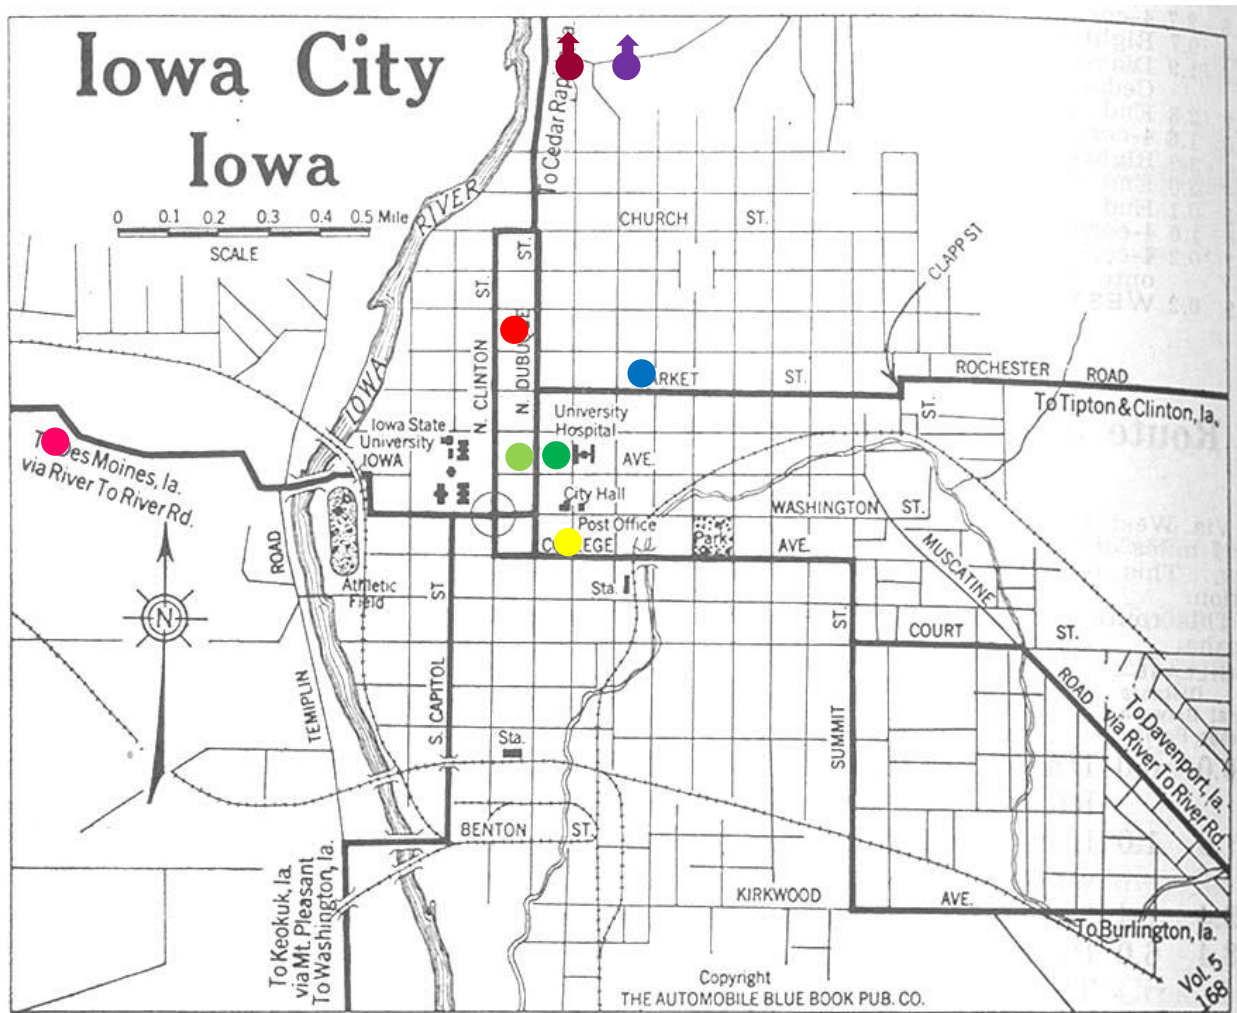 Iowa City
Iowa
0 0.1 0.2 0.3 0.4 0.5 Mile
SCALE
RIVER
IOWA
To Cedar
CHURCH ST.
CLAPP ST
ST.
ST.
N. CLINTON
N.
ROCHESTER ROAD
ST.
To Tipton & Clinton, Ia.
ST.
University
Hospital
Iowa State
University
IOWA
AVE.
Des Moines, Ia.
via River To River Rd.
City Hall
WASHINGTON ST.
Post Office
Park
AVE.
MUSCATINE
ROAD
Athletic
Field
Sta.
ST
ST.
COURT ST.
N
TEMPLIN
S. CAPITOL
SUMMIT
ROAD
To Davenport, Ia.
via River To River Rd.
Sta.
BENTON ST.
To Keokuk, Ia.
via Mt. Pleasant
To Washington, Ia.
KIRKWOOD AVE.
To Burlington, Ia.
Copyright
THE AUTOMOBILE BLUE BOOK PUB. CO.
Vol. 5
168